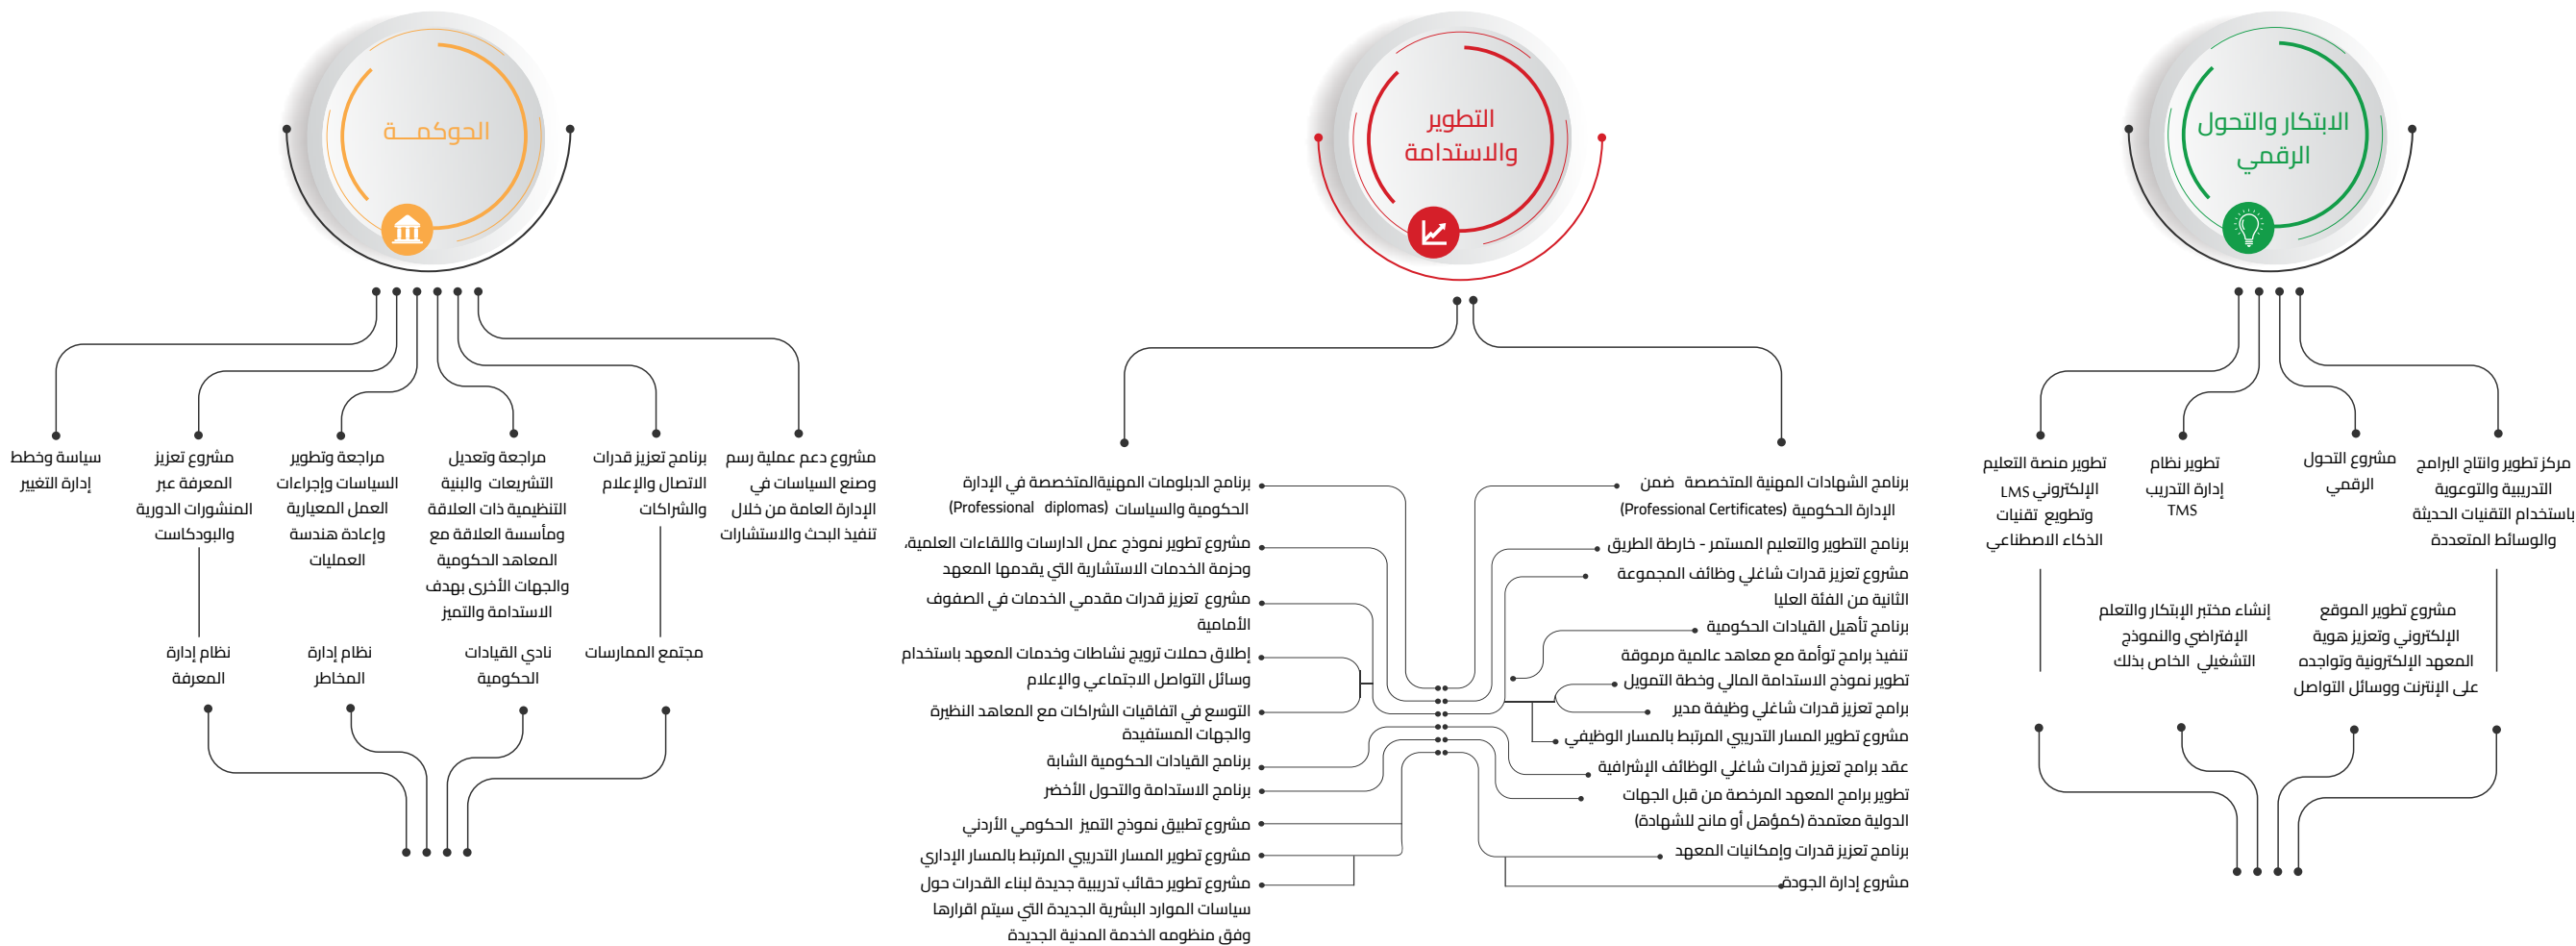 الابتكار والتحول
الرقمي
مركز تطوير وانتاج البرامج
التدريبية والتوعوية
باستخدام التقنيات الحديثة
والوسائط المتعددة
مشروع التحول
الرقمي
تطوير نظام
إدارة التدريب
TMS
تطوير منصة التعليم
الإلكتروني LMS
وتطويع تقنيات
الذكاء الاصطناعي
مشروع تطوير الموقع
الإلكتروني وتعزيز هوية
المعهد الإلكترونية وتواجده
على الإنترنت ووسائل التواصل
إنشاء مختبر الإبتكار والتعلم
الإفتراضي والنموذج
التشغيلي الخاص بذلك
التطوير
والاستدامة
برنامج الشهادات المهنية المتخصصة ضمن
الإدارة الحكومية (Professional Certificates)
برنامج التطوير والتعليم المستمر - خارطة الطريق
مشروع تعزيز قدرات شاغلي وظائف المجموعة
الثانية من الفئة العليا
برنامج تأهيل القيادات الحكومية
تنفيذ برامج توأمة مع معاهد عالمية مرموقة
تطوير نموذج الاستدامة المالي وخطة التمويل
برامج تعزيز قدرات شاغلي وظيفة مدير
مشروع تطوير المسار التدريبي المرتبط بالمسار الوظيفي
عقد برامج تعزيز قدرات شاغلي الوظائف الإشرافية
تطوير برامج المعهد المرخصة من قبل الجهات
الدولية معتمدة (كمؤهل أو مانح للشهادة)
برنامج تعزيز قدرات وإمكانيات المعهد
مشروع إدارة الجودة
برنامج الدبلومات المهنيةالمتخصصة في الإدارة
الحكومية والسياسات (Professional diplomas)
مشروع تطوير نموذج عمل الدارسات واللقاءات العلمية،
وحزمة الخدمات الاستشارية التي يقدمها المعهد
مشروع تعزيز قدرات مقدمي الخدمات في الصفوف
الأمامية
إطلاق حملات ترويج نشاطات وخدمات المعهد باستخدام
وسائل التواصل الاجتماعي والإعلام
التوسع في اتفاقيات الشراكات مع المعاهد النظيرة
والجهات المستفيدة
برنامج القيادات الحكومية الشابة
برنامج الاستدامة والتحول الأخضر
مشروع تطبيق نموذج التميز الحكومي الأردني
مشروع تطوير المسار التدريبي المرتبط بالمسار الإداري
مشروع تطوير حقائب تدريبية جديدة لبناء القدرات حول
سياسات الموارد البشرية الجديدة التي سيتم اقرارها
وفق منظومه الخدمة المدنية الجديدة
الحوكمـــة
مشروع دعم عملية رسم
وصنع السياسات في
الإدارة العامة من خلال
تنفيذ البحث والاستشارات
برنامج تعزيز قدرات
الاتصال والإعلام
والشراكات
مراجعة وتعديل
التشريعات والبنية
التنظيمية ذات العلاقة
ومأسسة العلاقة مع
المعاهد الحكومية
والجهات الأخرى بهدف
الاستدامة والتميز
مراجعة وتطوير
السياسات وإجراءات
العمل المعيارية
وإعادة هندسة
العمليات
مشروع تعزيز
المعرفة عبر
المنشورات الدورية
والبودكاست
سياسة وخطط
إدارة التغيير
مجتمع الممارسات
نادي القيادات
الحكومية
نظام إدارة
المخاطر
نظام إدارة
المعرفة